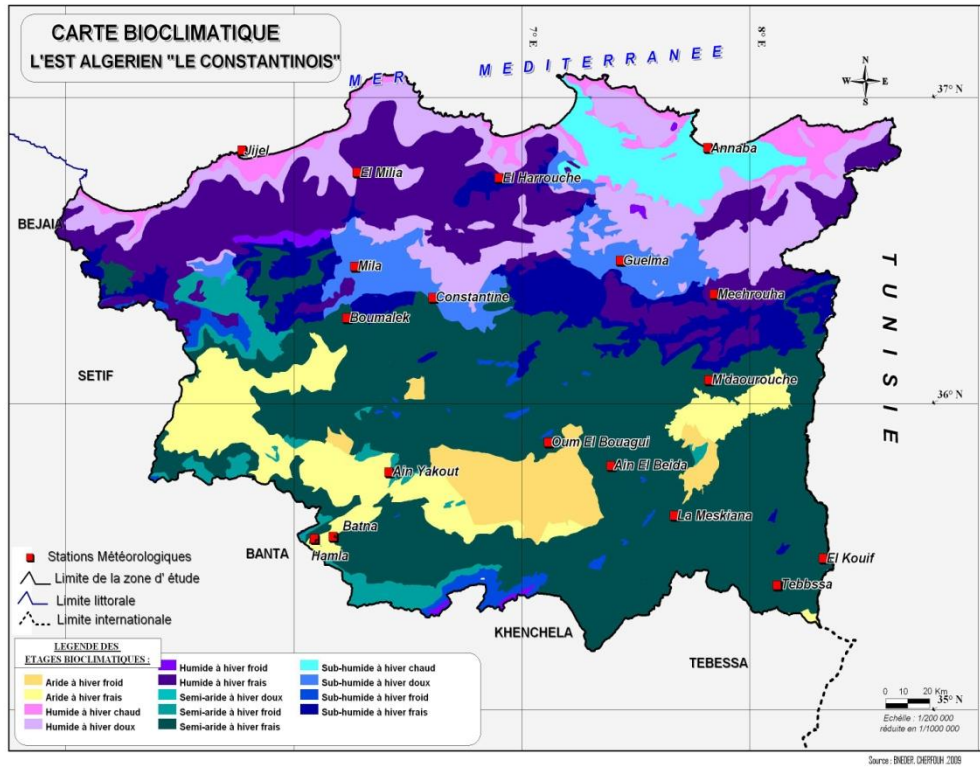 CARTE BIOCLIMATIQUE
L'EST ALGERIEN "LE CONSTANTINOIS"
7° E
8° E
MER MEDITERRANEE
N
W E
S
37° N
Jijel
Annaba
El Milia
El Harrouche
BEJAIA
Mila
Guelma
Constantine
Mechrouha
Boumalek
TUNISIE
SETIF
M'daourouche
36° N
Oum El Bouagui
Ain El Beida
Ain Yakout
La Meskiana
Batna
BANTA
Hamla
El Kouif
Tebbssa
KHENCHELA
TEBESSA
Stations Météorologiques
Limite de la zone d' étude
Limite littorale
Limite internationale
LEGENDE DES
ETAGES BIOCLIMATIQUES :
Aride à hiver froid
Aride à hiver frais
Humide à hiver chaud
Humide à hiver doux
Humide à hiver froid
Humide à hiver frais
Semi-aride à hiver doux
Semi-aride à hiver froid
Semi-aride à hiver frais
Sub-humide à hiver chaud
Sub-humide à hiver doux
Sub-humide à hiver froid
Sub-humide à hiver frais
0 10 20 Km
35° N
Echélle : 1/200 000
réduite en 1/1000 000
Source : BNEDER, CHERFOUH ,2009